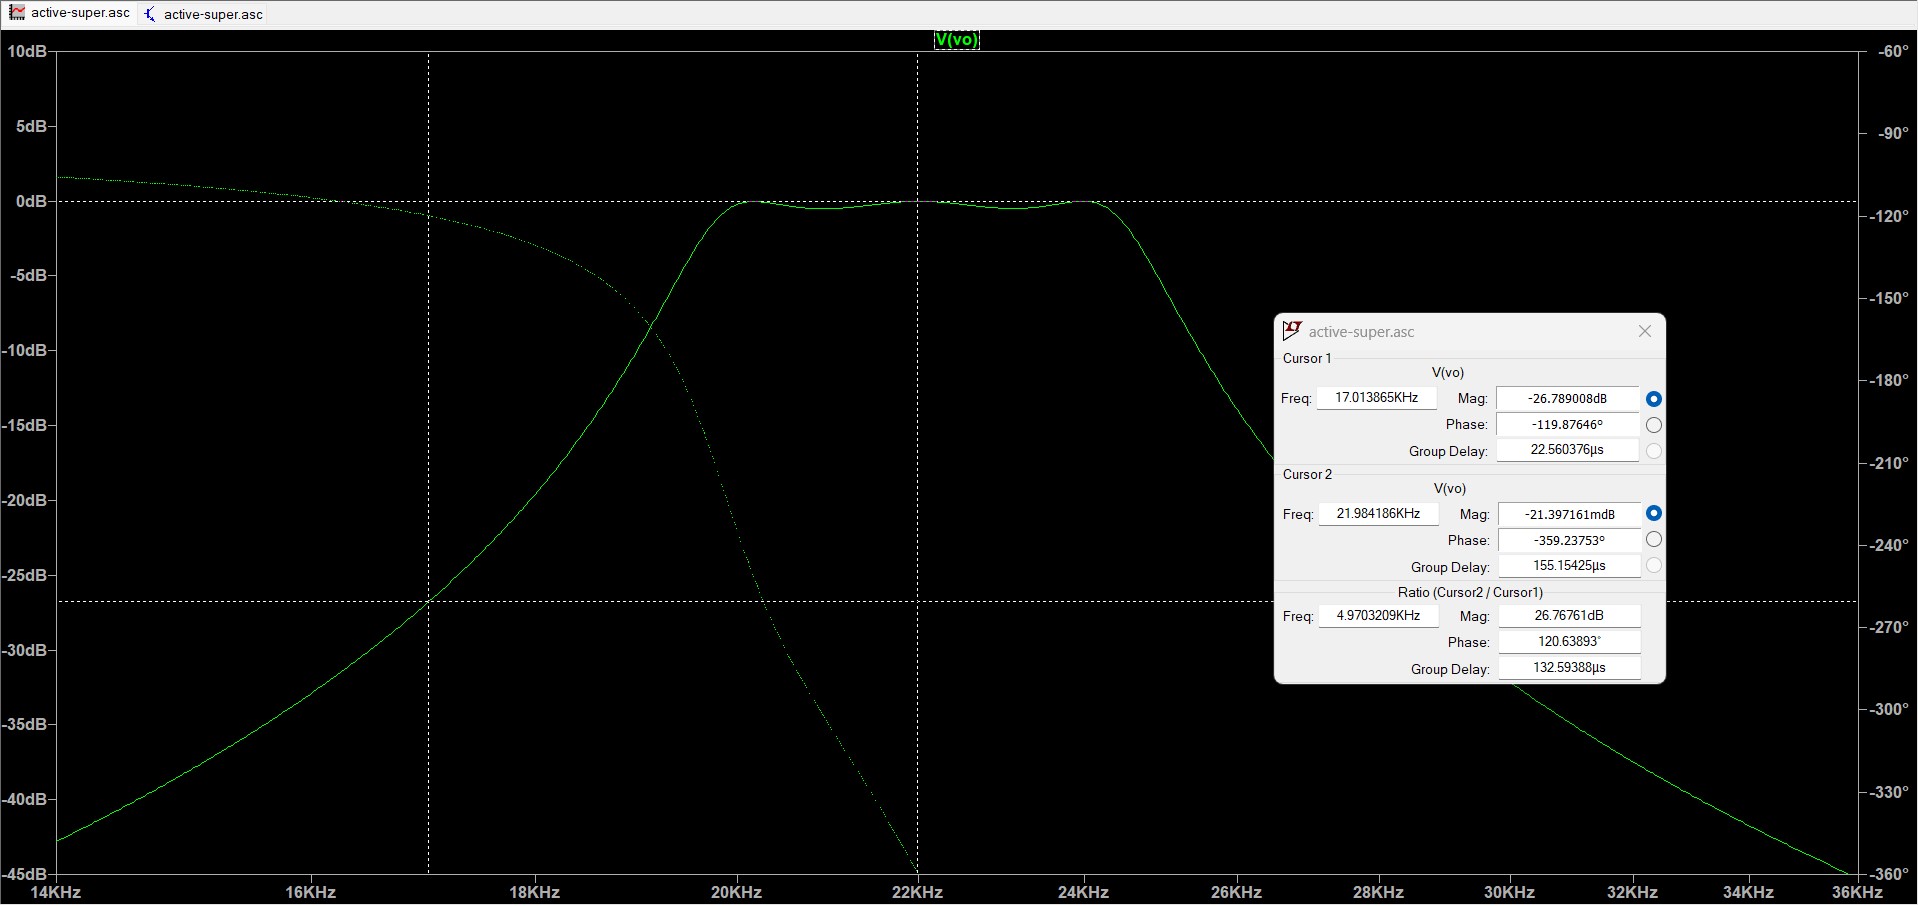 active-super.asc
active-super.asc
V(vo)
10dB
5dB
0dB
-5dB
-10dB
-15dB
-20dB
-25dB
-30dB
-35dB
-40dB
-45dB
-60°
-90°
-120°
-150°
-180°
-210°
-240°
-270°
-300°
-330°
-360°
14KHz 16KHz 18KHz 20KHz 22KHz 24KHz 26KHz 28KHz 30KHz 32KHz 34KHz 36KHz
active-super.asc
Cursor 1
V(vo)
Freq: 17.013865KHz Mag: -26.789008dB
Phase: -119.87646°
Group Delay: 22.560376µs
Cursor 2
V(vo)
Freq: 21.984186KHz Mag: -21.397161mdB
Phase: -359.23753°
Group Delay: 155.15425µs
Ratio (Cursor2 / Cursor1)
Freq: 4.9703209KHz Mag: 26.76761dB
Phase: 120.63893°
Group Delay: 132.59388µs